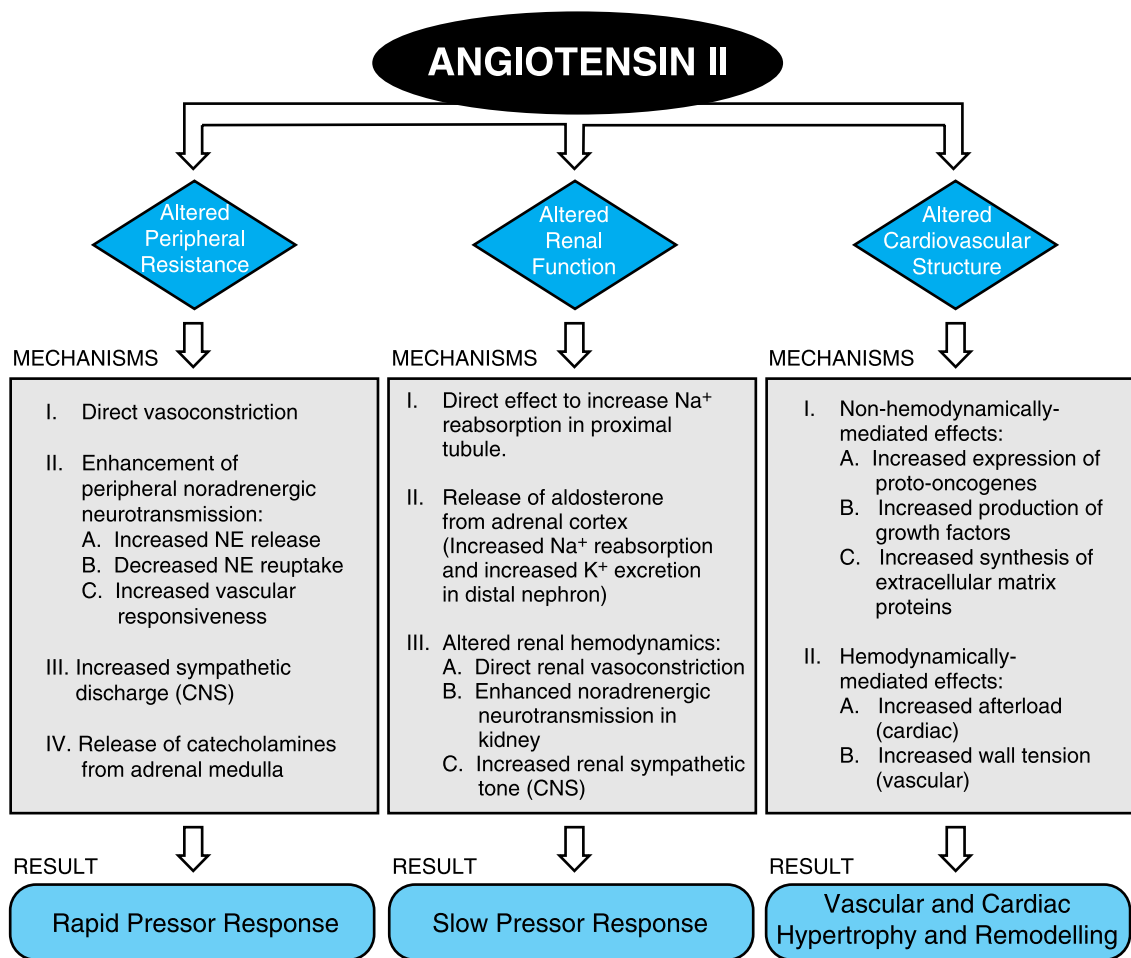 ANGIOTENSIN II
Altered
Peripheral
Resistance
Altered
Renal
Function
Altered
Cardiovascular
Structure
MECHANISMS
I. Direct vasoconstriction
II. Enhancement of
peripheral noradrenergic
neurotransmission:
A. Increased NE release
B. Decreased NE reuptake
C. Increased vascular
responsiveness
III. Increased sympathetic
discharge (CNS)
IV. Release of catecholamines
from adrenal medulla
RESULT
Rapid Pressor Response
MECHANISMS
I. Direct effect to increase Na⁺
reabsorption in proximal
tubule.
II. Release of aldosterone
from adrenal cortex
(Increased Na⁺ reabsorption
and increased K⁺ excretion
in distal nephron)
III. Altered renal hemodynamics:
A. Direct renal vasoconstriction
B. Enhanced noradrenergic
neurotransmission in
kidney
C. Increased renal sympathetic
tone (CNS)
RESULT
Slow Pressor Response
MECHANISMS
I. Non-hemodynamically-
mediated effects:
A. Increased expression of
proto-oncogenes
B. Increased production of
growth factors
C. Increased synthesis of
extracellular matrix
proteins
II. Hemodynamically-
mediated effects:
A. Increased afterload
(cardiac)
B. Increased wall tension
(vascular)
RESULT
Vascular and Cardiac
Hypertrophy and Remodelling